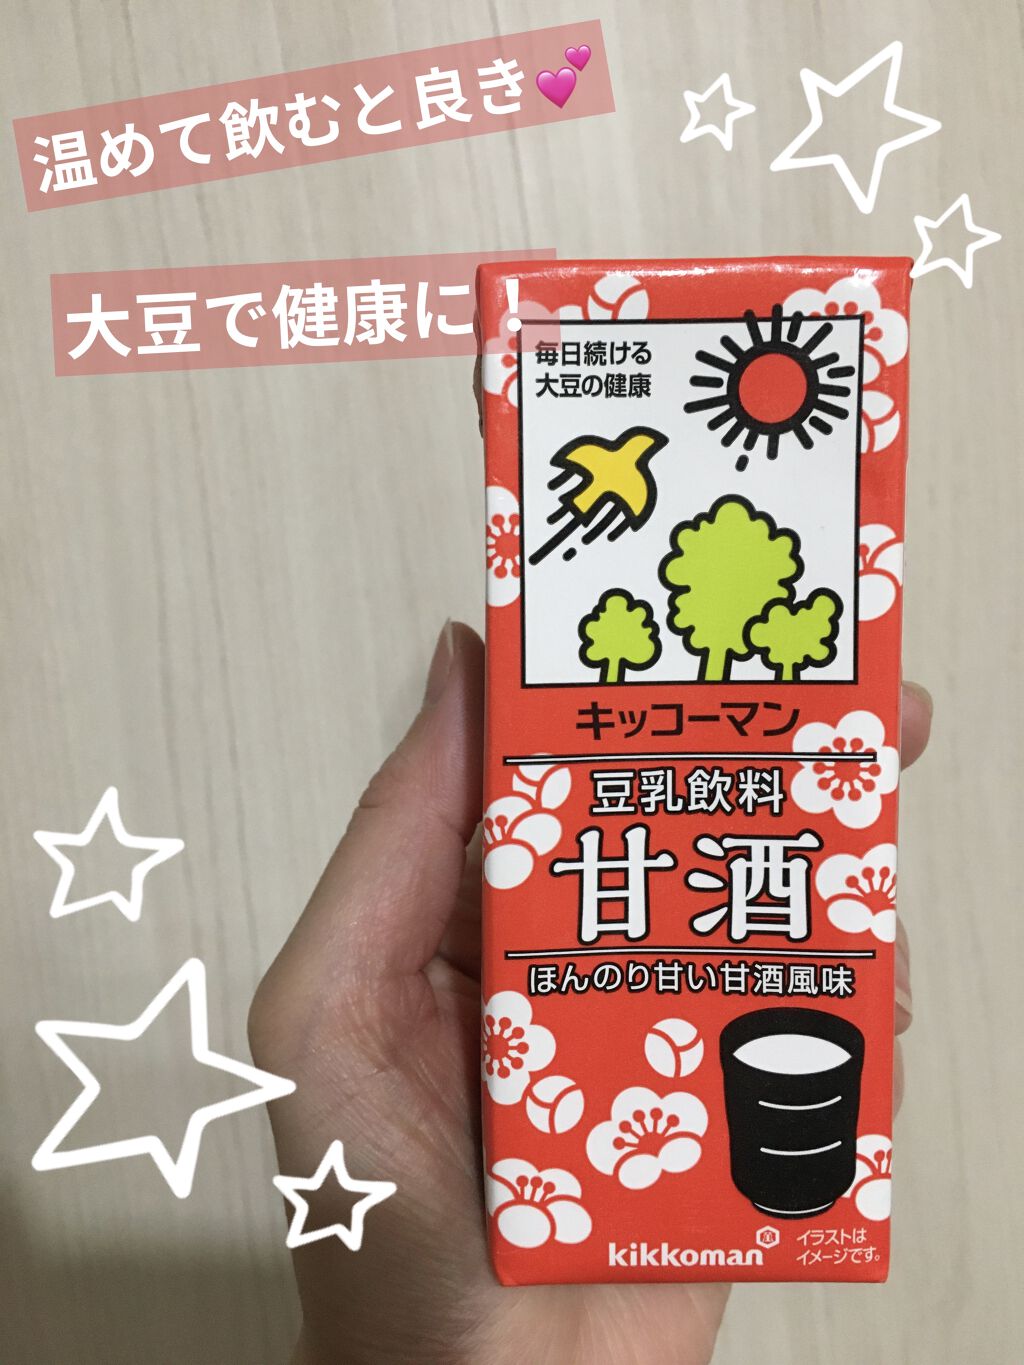 温めて飲むと良き💕
大豆で健康に！
毎日続ける
大豆の健康
キッコーマン
豆乳飲料
甘酒
ほんのり甘い甘酒風味
kikkoman
イラストは
イメージです。